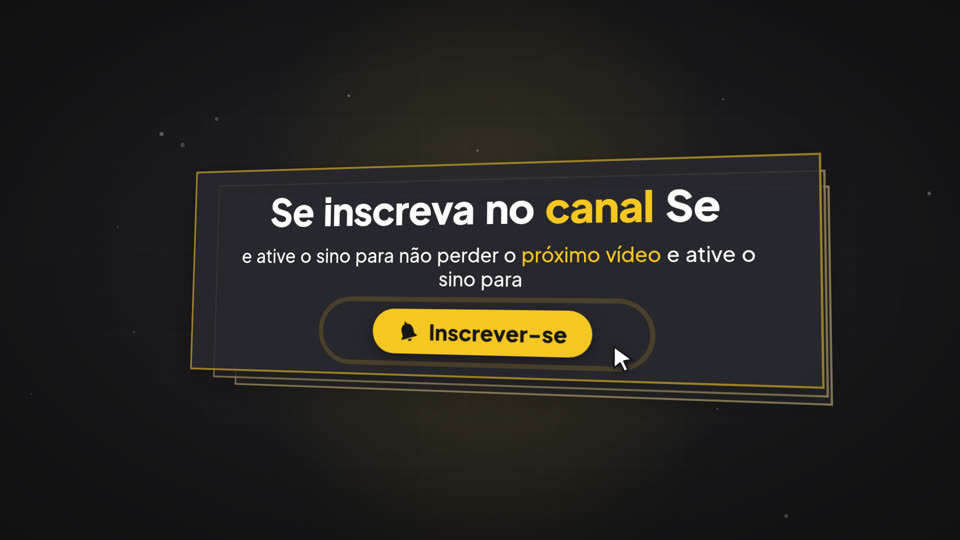 Se inscreva no canal Se
e ative o sino para não perder o próximo vídeo e ative o
sino para
Inscrever-se